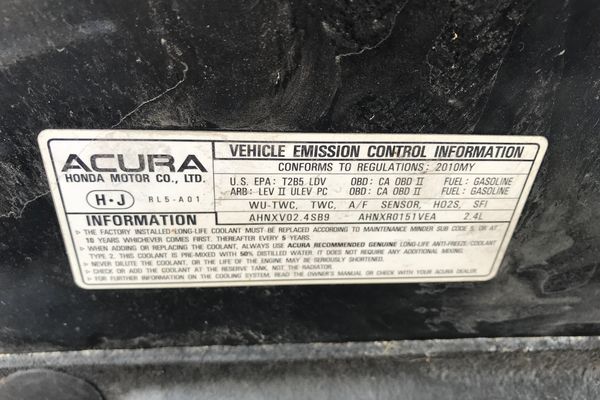 ACURA
HONDA MOTOR CO., LTD.
H·J RL5-A01
INFORMATION
VEHICLE EMISSION CONTROL INFORMATION
CONFORMS TO REGULATIONS: 2010MY
U.S. EPA: T2B5 LDV OBD: CA OBD II FUEL: GASOLINE
ARB: LEV II ULEV PC OBD: CA OBD II FUEL: GASOLINE
WU-TWC, TWC, A/F SENSOR, HO2S, SFI
AHNXV02.4SB9 AHNXR0151VEA 2.4L
▷ THE FACTORY INSTALLED LONG-LIFE COOLANT MUST BE REPLACED ACCORDING TO MAINTENANCE MINDER SUB CODE 5, OR AT
10 YEARS WHICHEVER COMES FIRST. THEREAFTER EVERY 5-YEARS.
▷ WHEN ADDING OR REPLACING THE COOLANT, ALWAYS USE ACURA RECOMMENDED GENUINE LONG-LIFE ANTI-FREEZE/COOLANT
TYPE 2. THIS COOLANT IS PRE-MIXED WITH 50% DISTILLED WATER. IT DOES NOT REQUIRE ANY ADDITIONAL MIXING.
▷ NEVER DILUTE THE COOLANT, OR THE LIFE OF THE ENGINE MAY BE SERIOUSLY SHORTENED.
▷ CHECK OR ADD COOLANT AT THE RESERVE TANK, NOT THE RADIATOR.
▷ FOR FURTHER INFORMATION ON THE COOLING SYSTEM, READ THE OWNER'S MANUAL OR CHECK WITH YOUR ACURA DEALER.